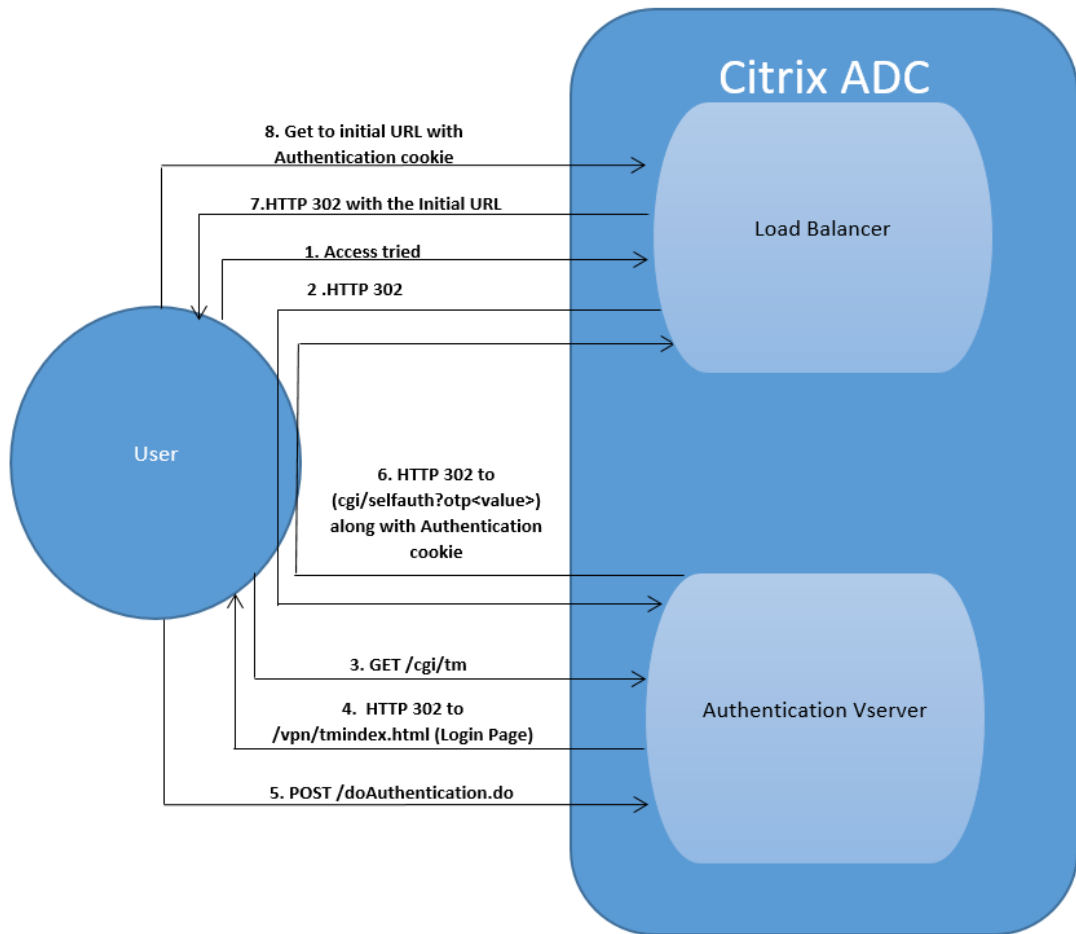 Citrix ADC
8. Get to initial URL with
Authentication cookie
7.HTTP 302 with the Initial URL
Load Balancer
1. Access tried
2 .HTTP 302
User
6. HTTP 302 to
(cgi/selfauth?otp<value>)
along with Authentication
cookie
3. GET /cgi/tm
4. HTTP 302 to
/vpn/tmindex.html (Login Page)
Authentication Vserver
5. POST /doAuthentication.do